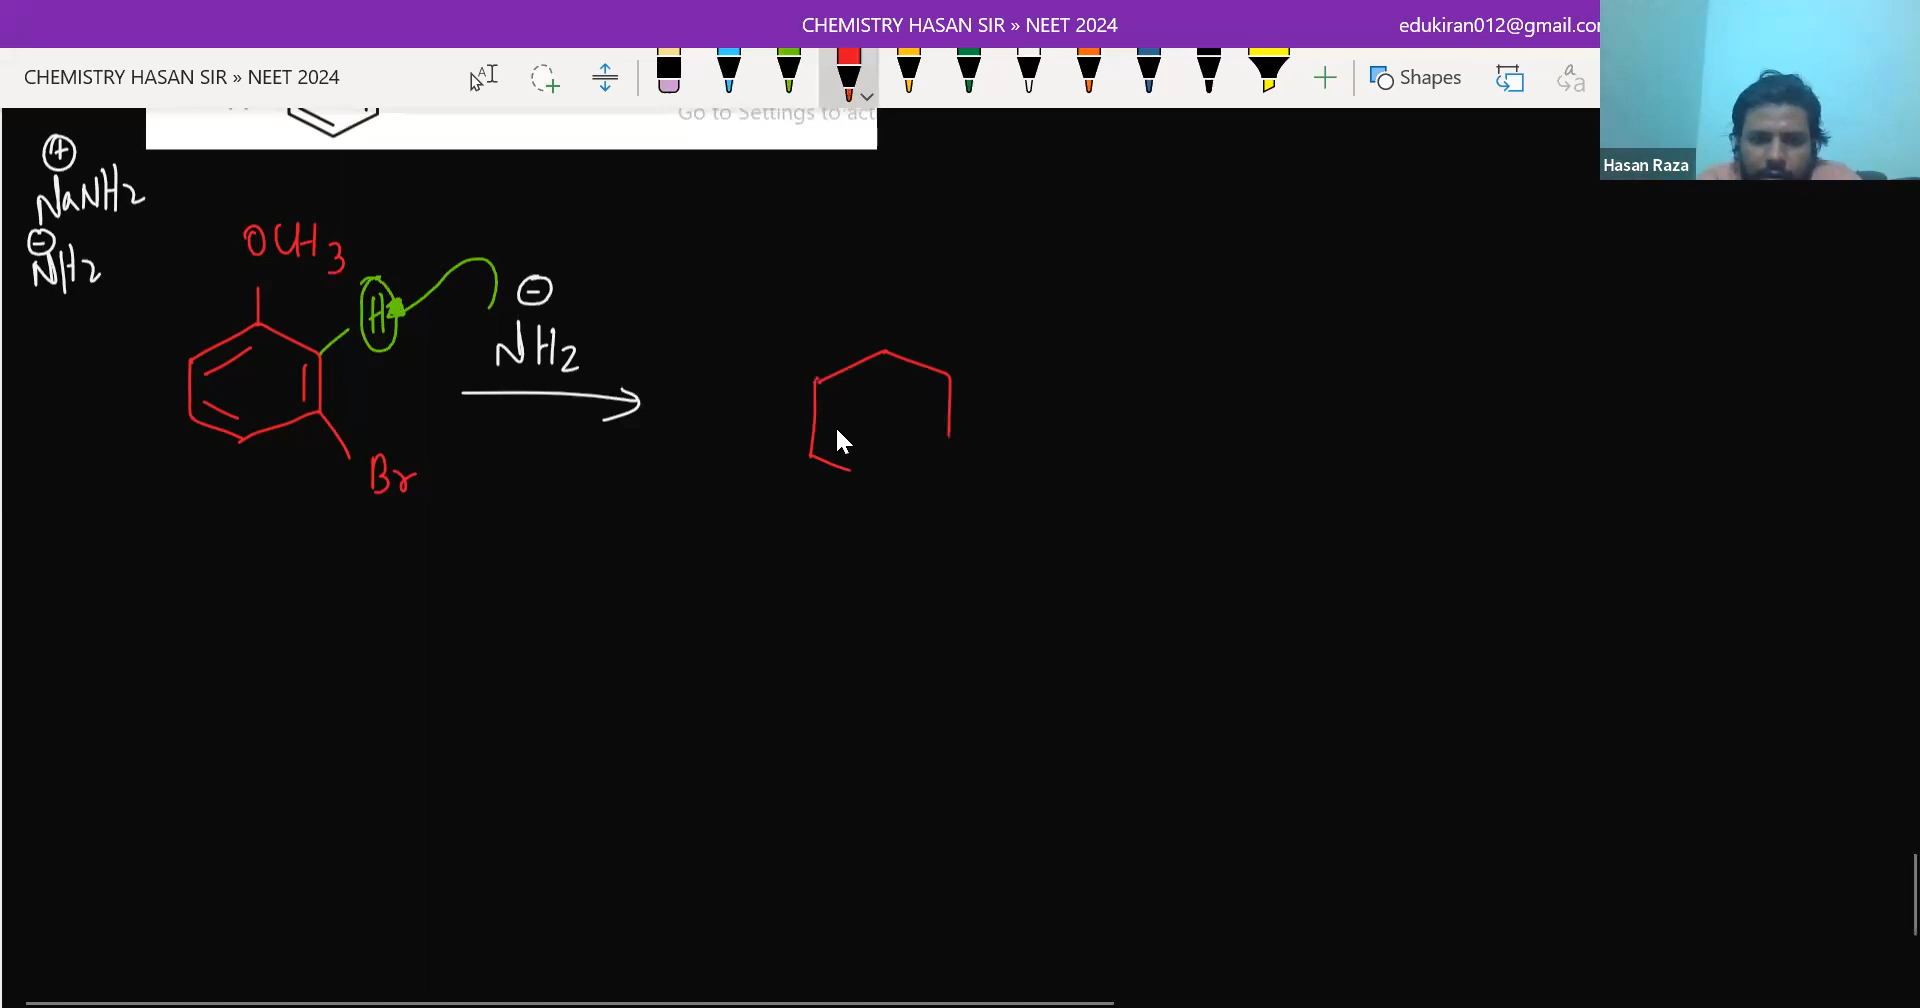 CHEMISTRY HASAN SIR » NEET 2024
edukiran012@gmail.co
CHEMISTRY HASAN SIR » NEET 2024
Shapes
Hasan Raza
Go to Settings to act
⊕
NaNH2
⊖
NH2
OCH3
H
⊖
NH2
Br